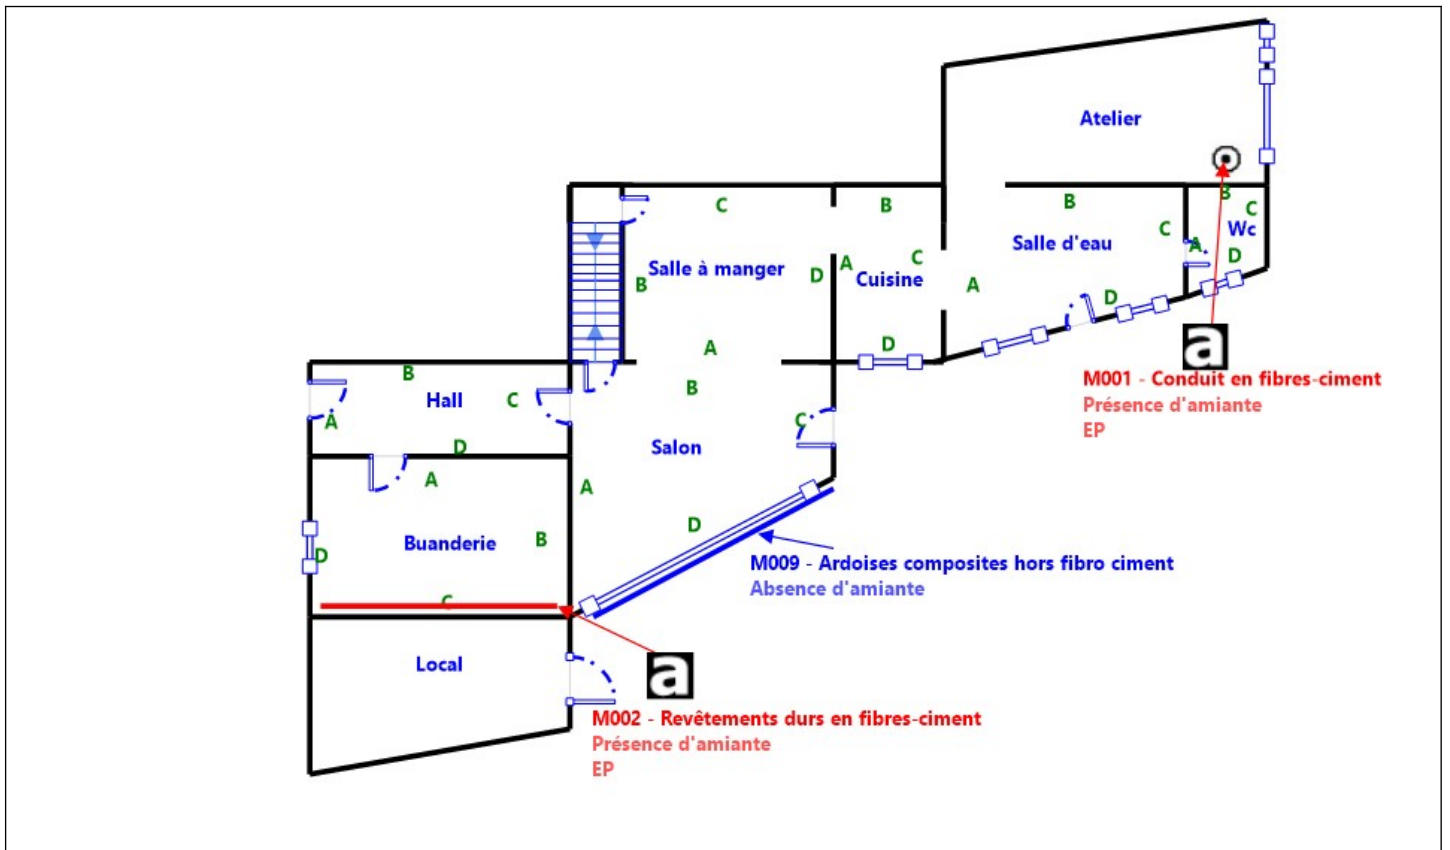 Atelier
B
C
B
C
B
C
Wc
A
D
Salle d'eau
Salle à manger
D
A
C
Cuisine
A
B
D
D
A
B
a
M001 - Conduit en fibres-ciment
Présence d'amiante
EP
B
Hall
C
A
D
C
Salon
A
A
D
Buanderie
B
D
M009 - Ardoises composites hors fibro ciment
Absence d'amiante
C
Local
a
M002 - Revêtements durs en fibres-ciment
Présence d'amiante
EP